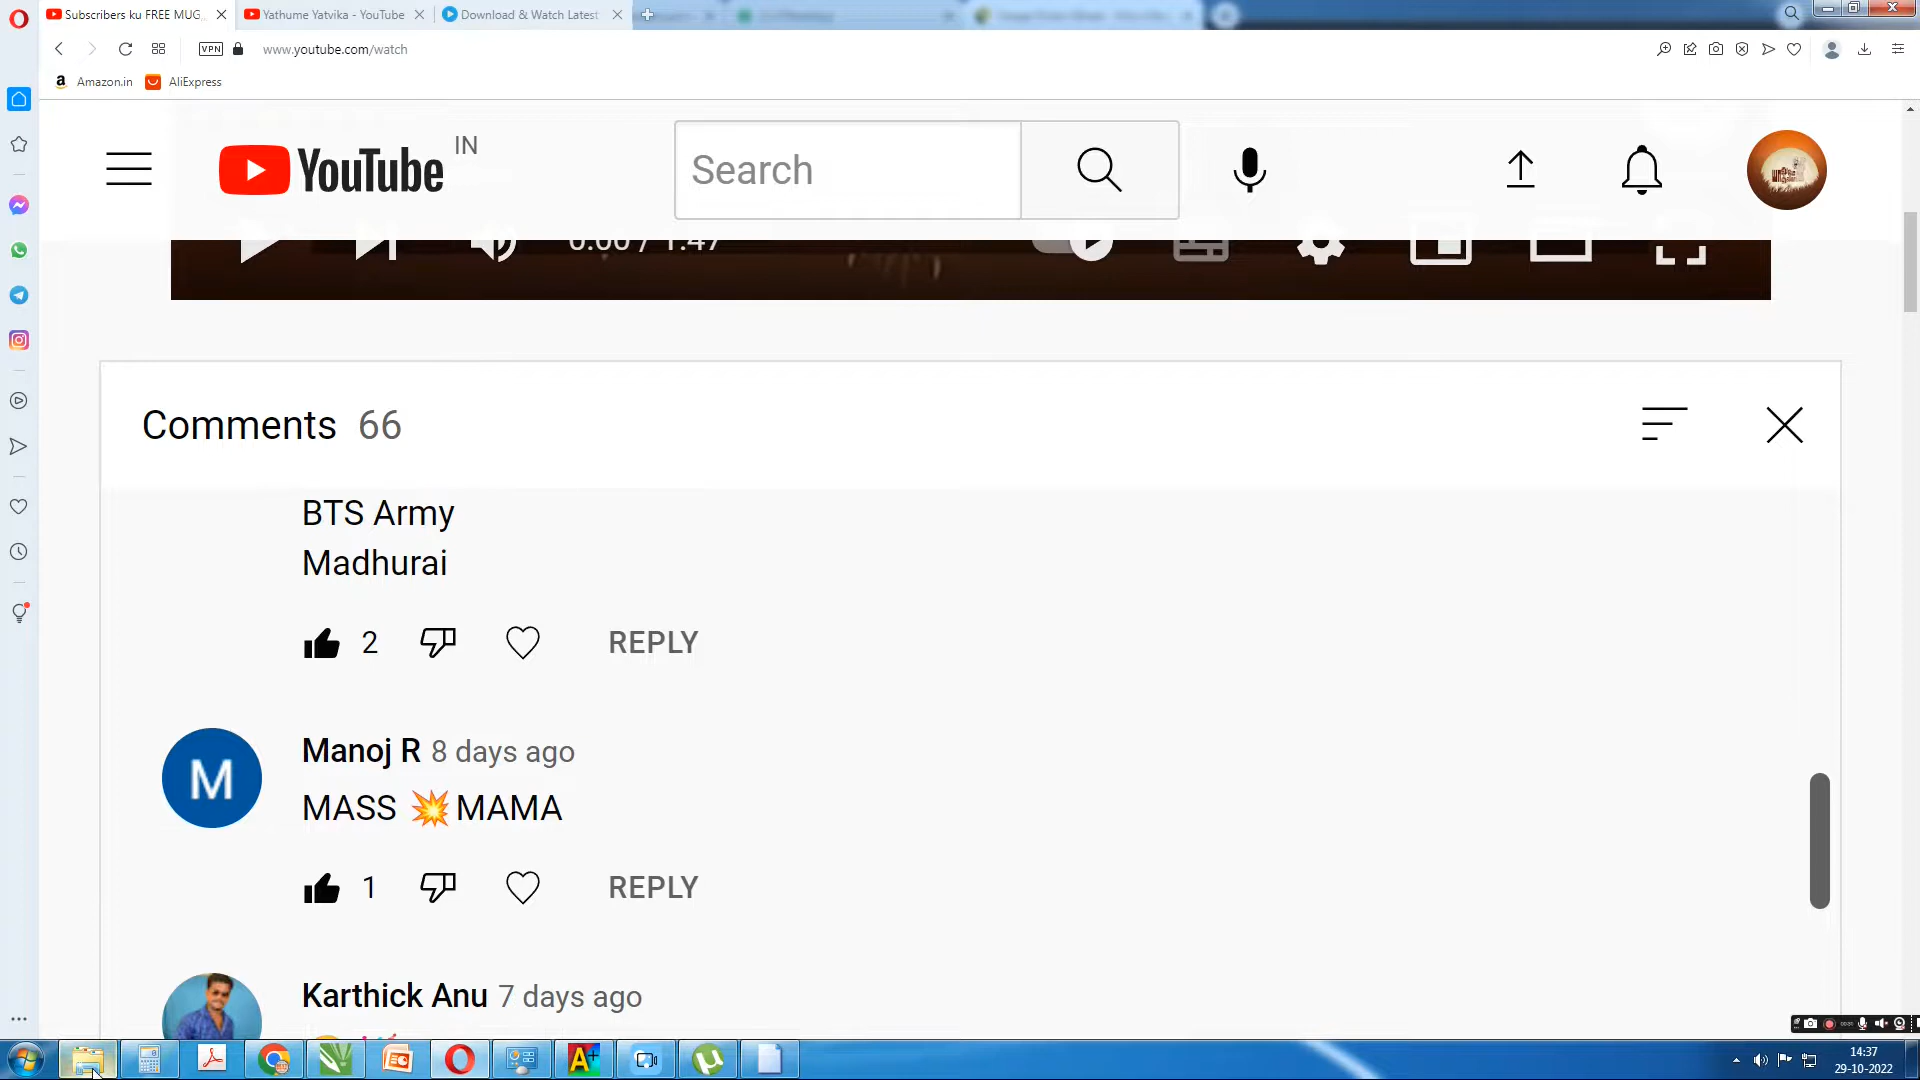 Subscribers ku FREE MUG
Yathume Yatvika - YouTube
Download & Watch Latest
VPN
www.youtube.com/watch
a Amazon.in
AliExpress
YouTube IN
Search
0:00 / 1:47
Comments 66
BTS Army
Madhurai
2 REPLY
M
Manoj R 8 days ago
MASS 💥MAMA
1 REPLY
Karthick Anu 7 days ago
14:37
29-10-2022